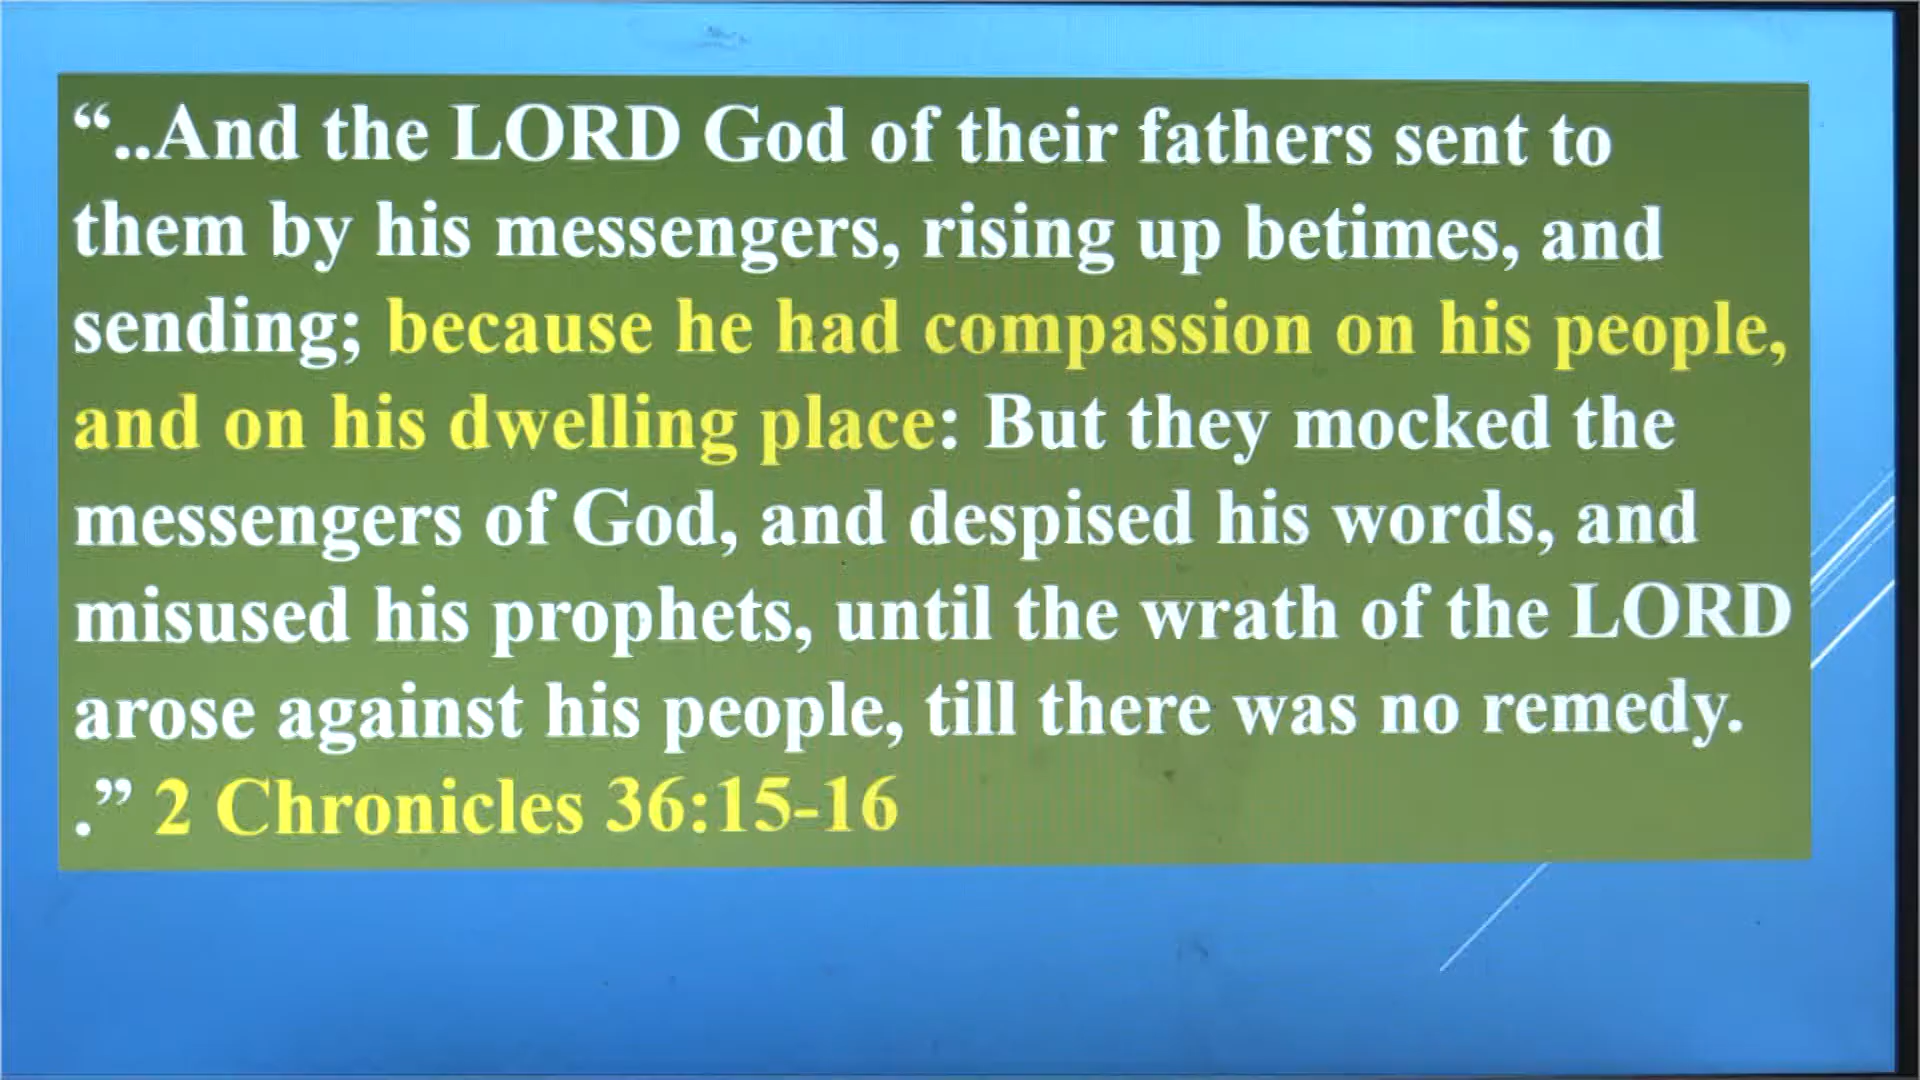 “..And the LORD God of their fathers sent to
them by his messengers, rising up betimes, and
sending; because he had compassion on his people,
and on his dwelling place: But they mocked the
messengers of God, and despised his words, and
misused his prophets, until the wrath of the LORD
arose against his people, till there was no remedy.
.” 2 Chronicles 36:15-16